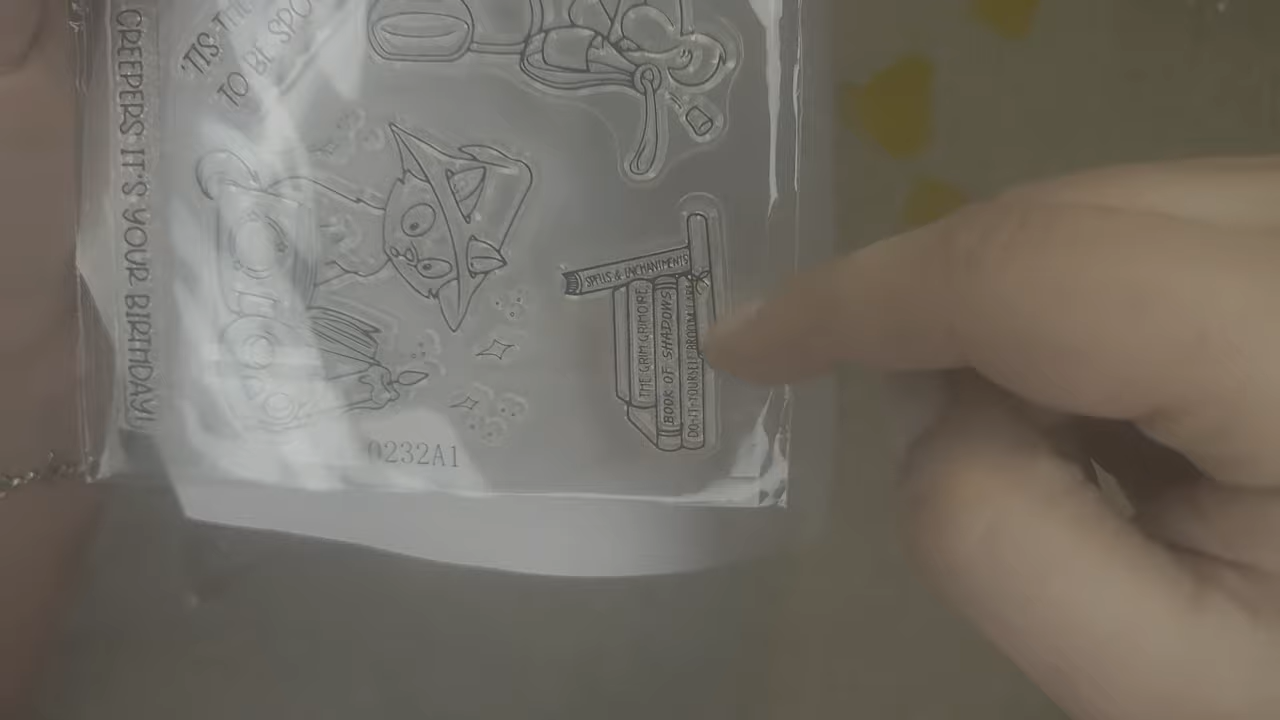 CREEPERS IT'S YOUR BIRTHDAY!
'TIS THE
TO BE SPO
SPELLS & ENCHANTMENTS
THE GRIM GRIMOIRE
BOOK OF SHADOWS
DO-IT-YOURSELF BROOM
0232A1